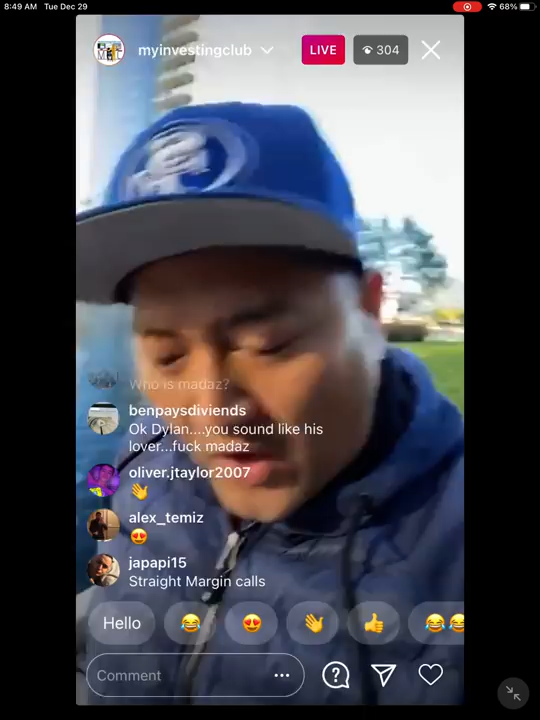 8:49 AM Tue Dec 29
68%
myinvestingclub
LIVE
304
Who is madaz?
benpaysdiviends
Ok Dylan....you sound like his
lover...fuck madaz
oliver.jtaylor2007
👋
alex_temiz
😍
japapi15
Straight Margin calls
Hello 😂 😍 👋 👍 😂😂
Comment